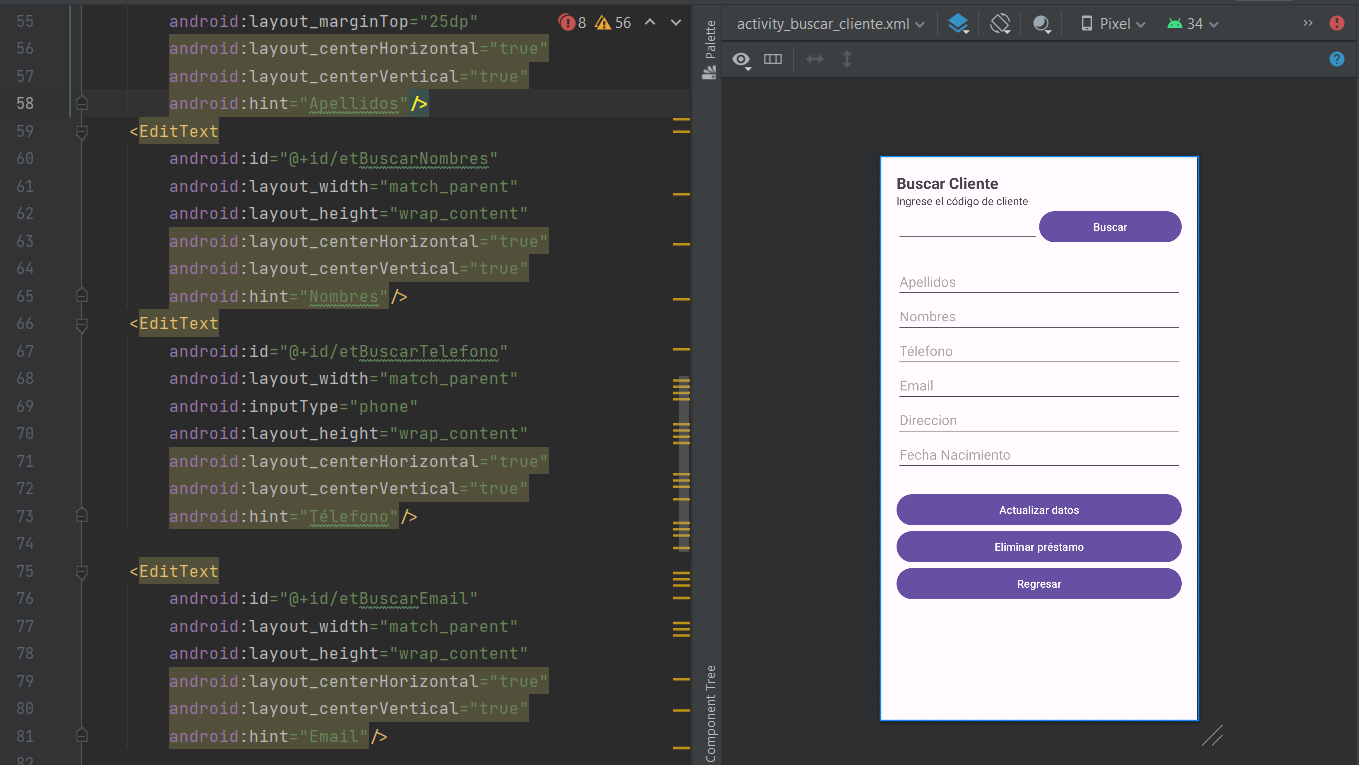 55 android:layout_marginTop="25dp" 8 56
56 android:layout_centerHorizontal="true"
57 android:layout_centerVertical="true"
58 android:hint="Apellidos"/>
59 <EditText
60 android:id="@+id/etBuscarNombres"
61 android:layout_width="match_parent"
62 android:layout_height="wrap_content"
63 android:layout_centerHorizontal="true"
64 android:layout_centerVertical="true"
65 android:hint="Nombres"/>
66 <EditText
67 android:id="@+id/etBuscarTelefono"
68 android:layout_width="match_parent"
69 android:inputType="phone"
70 android:layout_height="wrap_content"
71 android:layout_centerHorizontal="true"
72 android:layout_centerVertical="true"
73 android:hint="Télefono"/>
74
75 <EditText
76 android:id="@+id/etBuscarEmail"
77 android:layout_width="match_parent"
78 android:layout_height="wrap_content"
79 android:layout_centerHorizontal="true"
80 android:layout_centerVertical="true"
81 android:hint="Email"/>
82
Palette
Component Tree
activity_buscar_cliente.xml Pixel 34
Buscar Cliente
Ingrese el código de cliente
Buscar
Apellidos
Nombres
Télefono
Email
Direccion
Fecha Nacimiento
Actualizar datos
Eliminar préstamo
Regresar